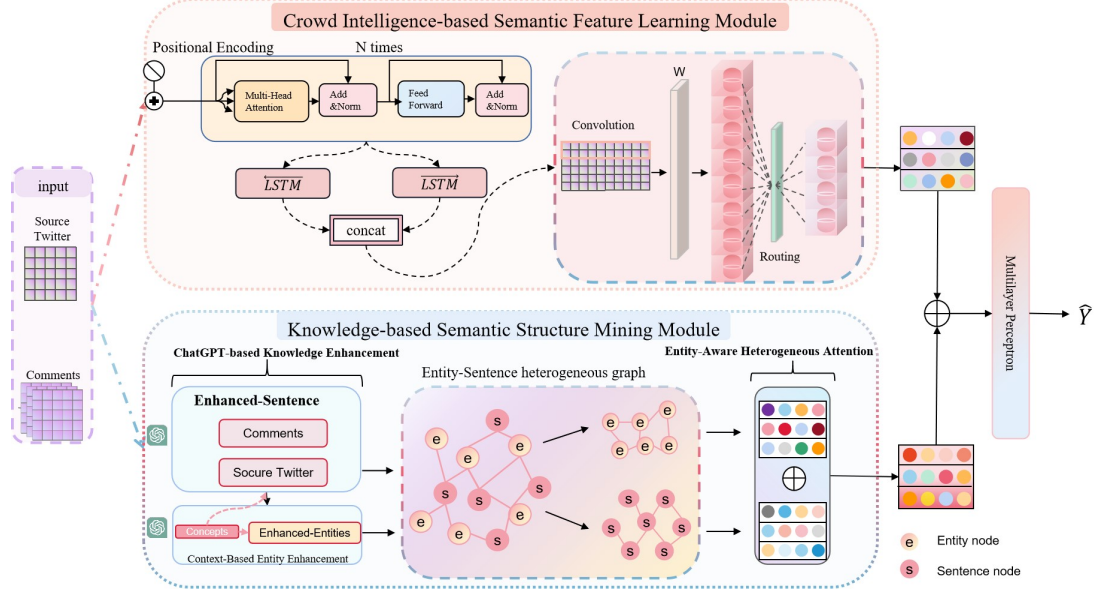 Crowd Intelligence-based Semantic Feature Learning Module
Positional Encoding
N times
Multi-Head
Attention
Add
&Norm
Feed
Forward
Add
&Norm
LSTM
LSTM
concat
Convolution
W
Routing
input
Source
Twitter
Comments
Knowledge-based Semantic Structure Mining Module
ChatGPT-based Knowledge Enhancement
Enhanced-Sentence
Comments
Socure Twitter
Concepts
Enhanced-Entities
Context-Based Entity Enhancement
Entity-Sentence heterogeneous graph
s
e
e
e
s
s
s
e
e
s
e
s
e
e
e
e
e
e
s
s
s
s
s
s
s
Entity-Aware Heterogeneous Attention
Multilayer Perceptron
Ŷ
e Entity node
s Sentence node